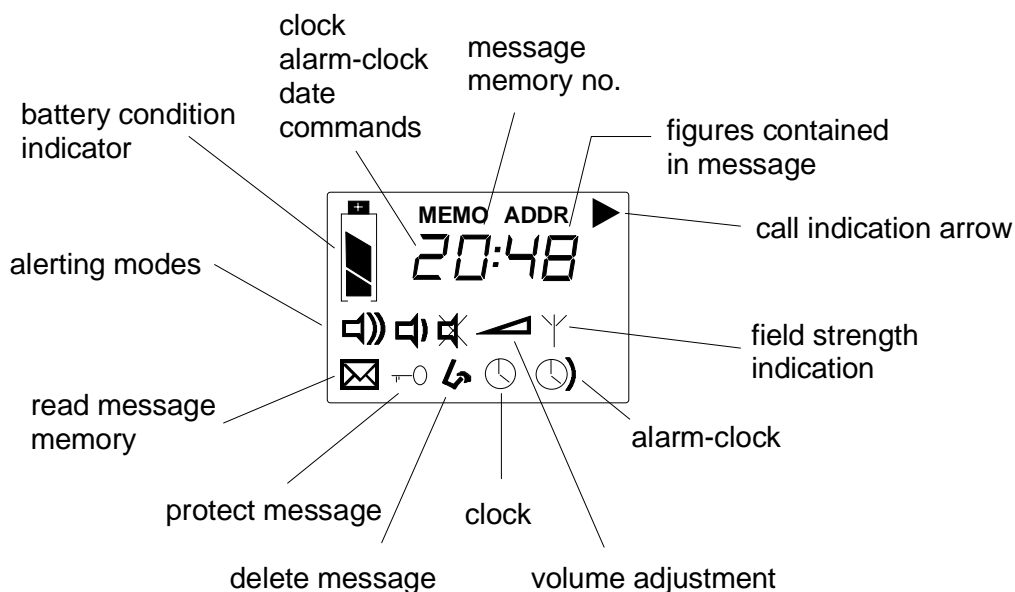 clock
alarm-clock
date
commands
message
memory no.
battery condition
indicator
figures contained
in message
MEMO ADDR
call indication arrow
20:48
alerting modes
field strength
indication
read message
memory
alarm-clock
protect message
clock
delete message
volume adjustment